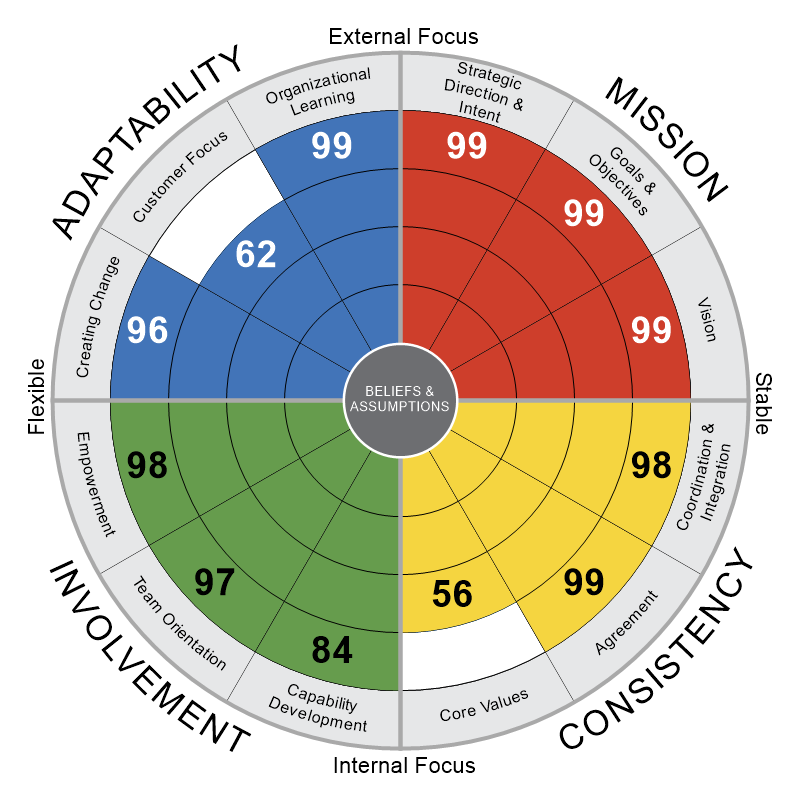 External Focus
ADAPTABILITY
MISSION
Organizational
Learning
Strategic
Direction &
Intent
Customer Focus
Goals &
Objectives
Creating Change
Vision
99
99
62
99
96
99
Flexible
BELIEFS &
ASSUMPTIONS
Stable
98
98
97
99
84
56
Empowerment
Coordination &
Integration
Team Orientation
Agreement
Capability
Development
Core Values
INVOLVEMENT
CONSISTENCY
Internal Focus